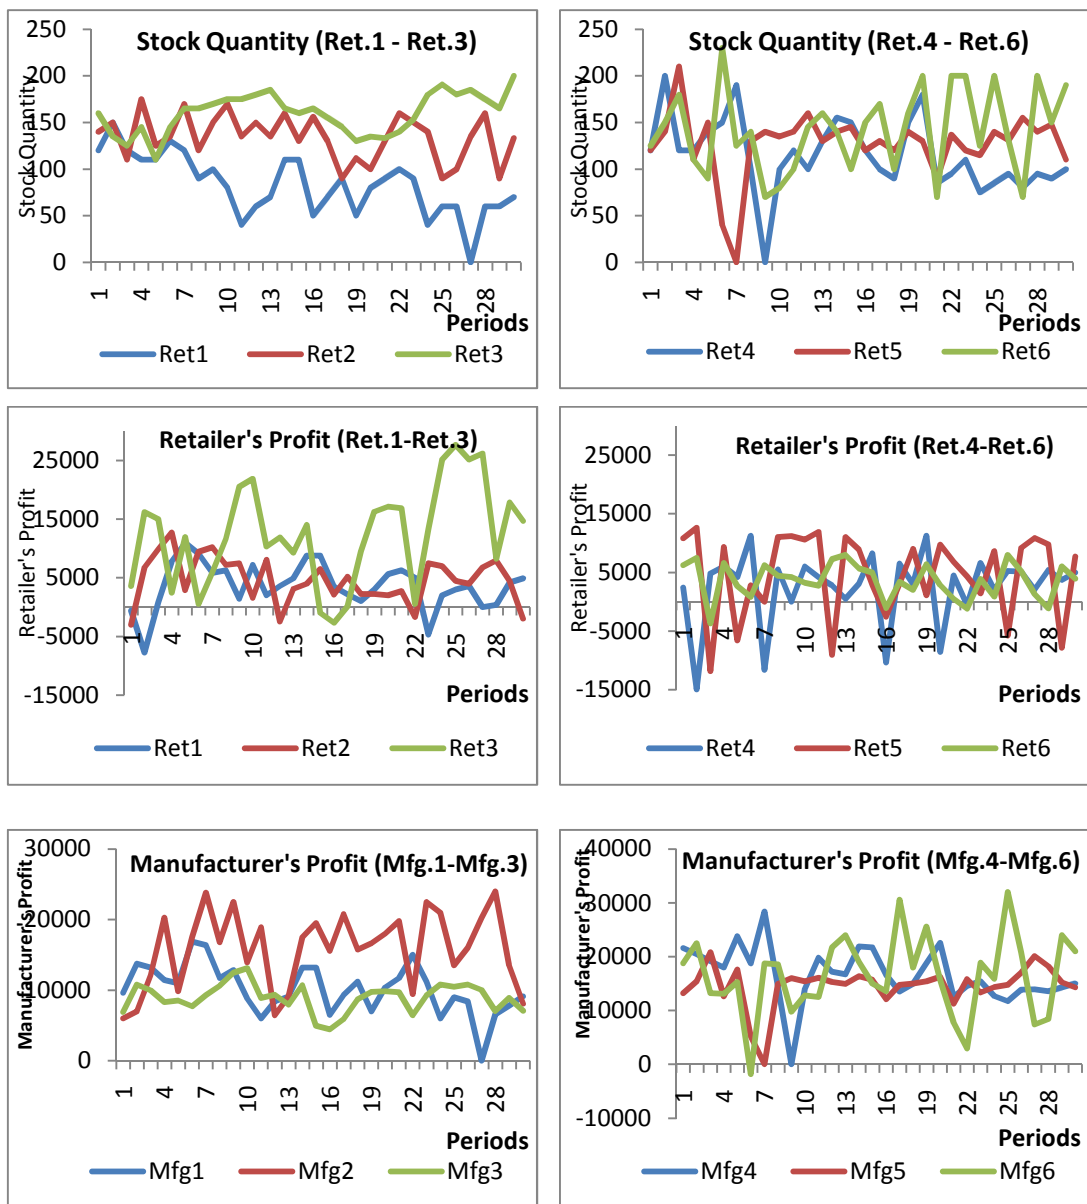 Stock Quantity (Ret.1 - Ret.3)
Stock Quantity
250
200
150
100
50
0
1 4 7 10 13 16 19 22 25 28
Periods
Ret1 Ret2 Ret3
Stock Quantity (Ret.4 - Ret.6)
Stock Quantity
250
200
150
100
50
0
1 4 7 10 13 16 19 22 25 28
Periods
Ret4 Ret5 Ret6
Retailer's Profit (Ret.1-Ret.3)
Retailer's Profit
25000
15000
5000
-5000
-15000
1 4 7 10 13 16 19 22 25 28
Periods
Ret1 Ret2 Ret3
Retailer's Profit (Ret.4-Ret.6)
Retailer's Profit
25000
15000
5000
-5000
-15000
1 4 7 10 13 16 19 22 25 28
Periods
Ret4 Ret5 Ret6
Manufacturer's Profit (Mfg.1-Mfg.3)
Manufacturer's Profit
30000
20000
10000
0
1 4 7 10 13 16 19 22 25 28
Periods
Mfg1 Mfg2 Mfg3
Manufacturer's Profit (Mfg.4-Mfg.6)
Manufacturer's Profit
40000
30000
20000
10000
0
-10000
1 4 7 10 13 16 19 22 25 28
Periods
Mfg4 Mfg5 Mfg6